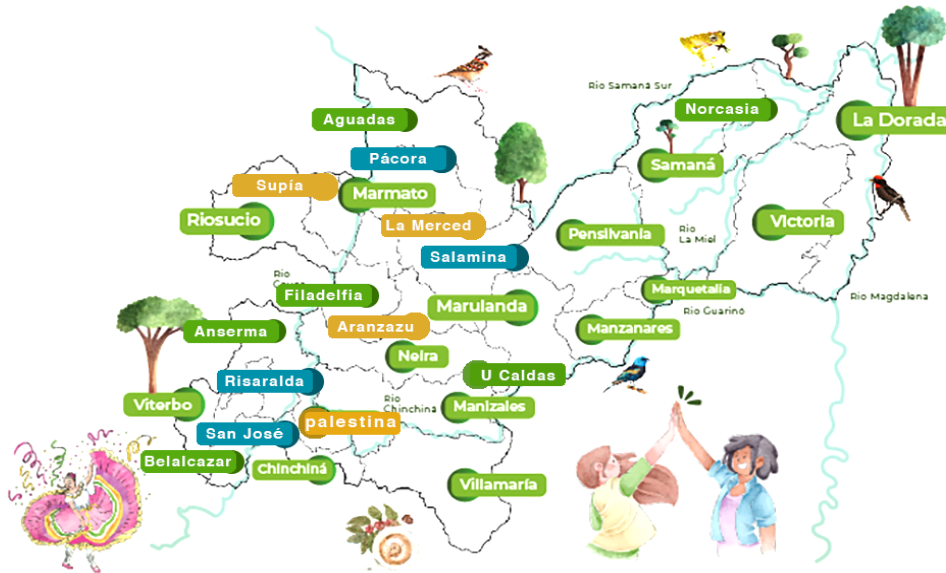 Rio Samaná Sur
Norcasia
La Dorada
Aguadas
Pácora
Samaná
Supía
Marmato
Riosucio
La Merced
Victoria
Pensilvania
Rio
La Miel
Salamina
Rio
Filadelfia
Marquetalia
Rio Magdalena
Marulanda
Rio Guarinó
Anserma
Aranzazu
Manzanares
Neira
Risaralda
U Caldas
Viterbo
Rio
Chinchiná
Manizales
San José
palestina
Belalcazar
Chinchiná
Villamaría